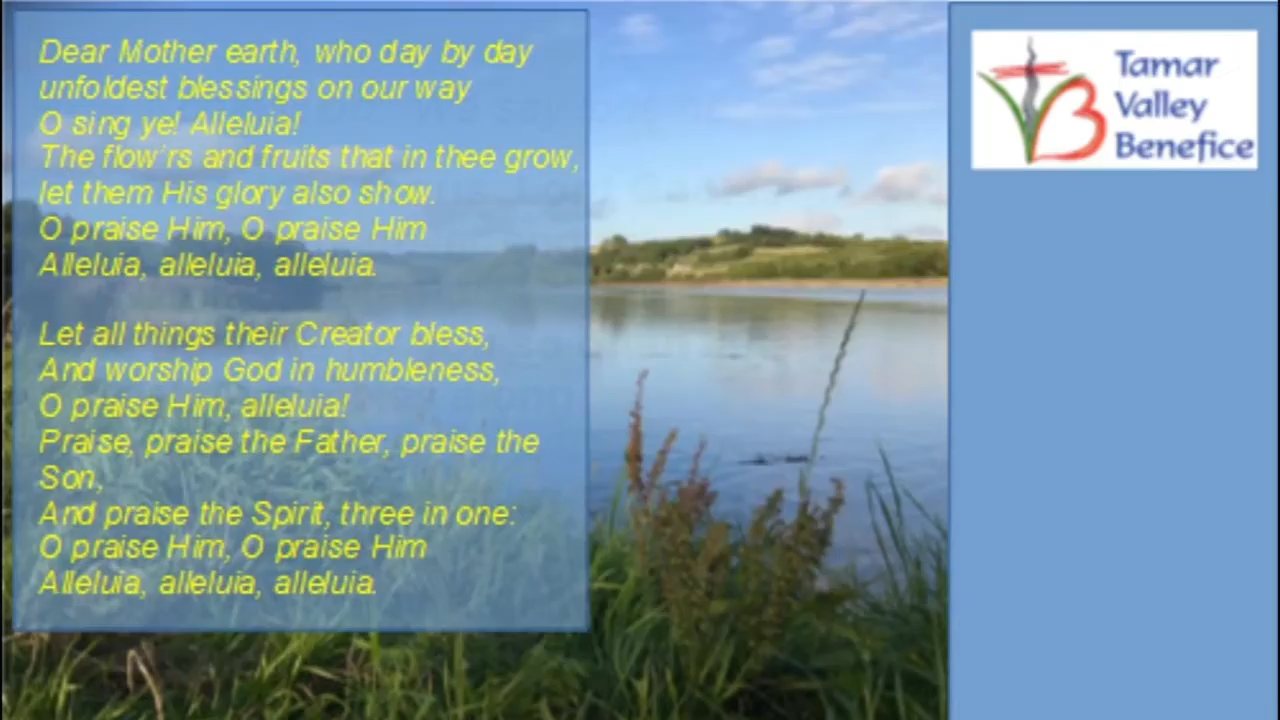 Dear Mother earth, who day by day
unfoldest blessings on our way
O sing ye! Alleluia!
The flow'rs and fruits that in thee grow,
let them His glory also show.
O praise Him, O praise Him
Alleluia, alleluia, alleluia.
Let all things their Creator bless,
And worship God in humbleness,
O praise Him, alleluia!
Praise, praise the Father, praise the
Son,
And praise the Spirit, three in one:
O praise Him, O praise Him
Alleluia, alleluia, alleluia.
Tamar
Valley
Benefice